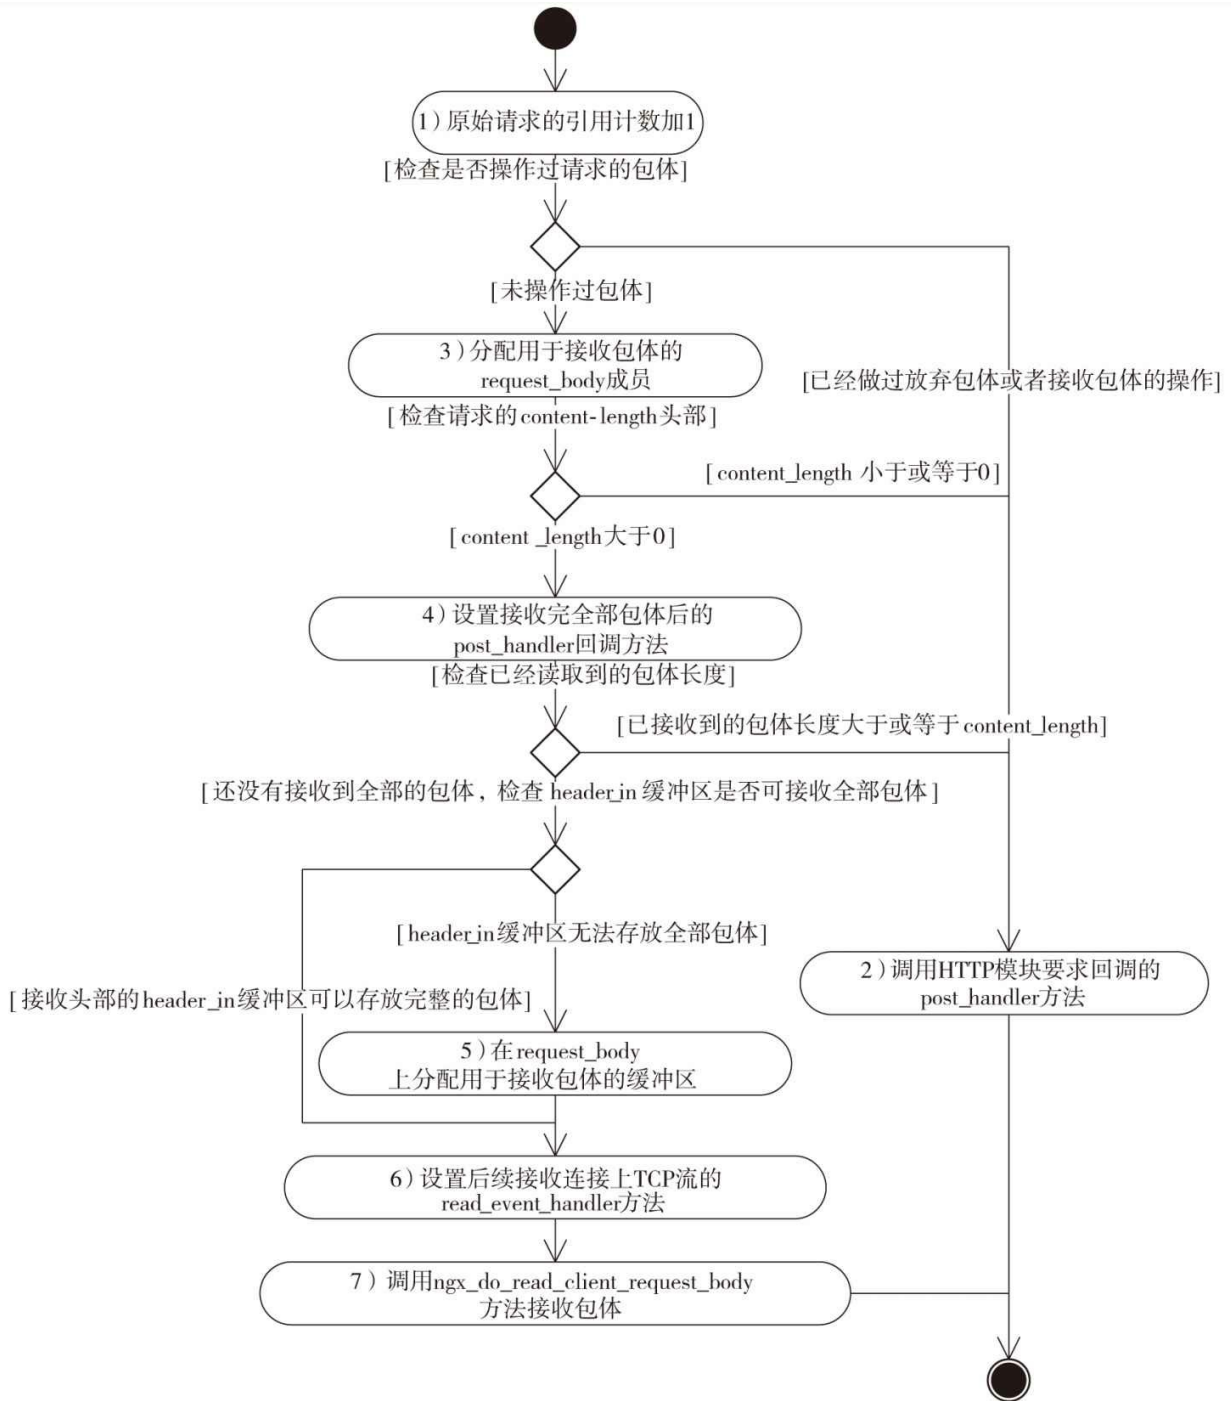 1）原始请求的引用计数加1
[检查是否操作过请求的包体]
[未操作过包体]
3）分配用于接收包体的
request_body成员
[已经做过放弃包体或者接收包体的操作]
[检查请求的content-length头部]
[content_length 小于或等于0]
[content _length大于0]
4）设置接收完全部包体后的
post_handler回调方法
[检查已经读取到的包体长度]
[已接收到的包体长度大于或等于content_length]
[还没有接收到全部的包体，检查 header_in 缓冲区是否可接收全部包体]
[header_in缓冲区无法存放全部包体]
2）调用HTTP模块要求回调的
post_handler方法
[接收头部的header_in缓冲区可以存放完整的包体]
5）在request_body
上分配用于接收包体的缓冲区
6）设置后续接收连接上TCP流的
read_event_handler方法
7）调用ngx_do_read_client_request_body
方法接收包体